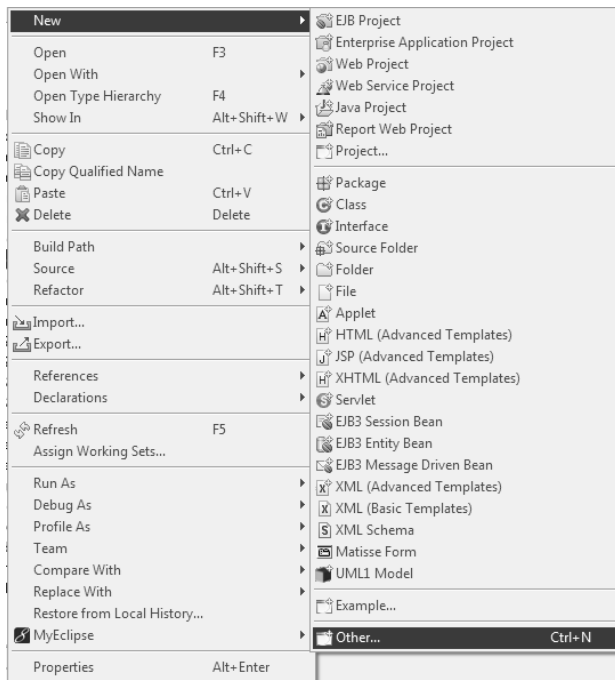 New
Open F3
Open With
Open Type Hierarchy F4
Show In Alt+Shift+W
Copy Ctrl+C
Copy Qualified Name
Paste Ctrl+V
Delete Delete
Build Path
Source Alt+Shift+S
Refactor Alt+Shift+T
Import...
Export...
References
Declarations
Refresh F5
Assign Working Sets...
Run As
Debug As
Profile As
Team
Compare With
Replace With
Restore from Local History...
MyEclipse
Properties Alt+Enter
EJB Project
Enterprise Application Project
Web Project
Web Service Project
Java Project
Report Web Project
Project...
Package
Class
Interface
Source Folder
Folder
File
Applet
HTML (Advanced Templates)
JSP (Advanced Templates)
XHTML (Advanced Templates)
Servlet
EJB3 Session Bean
EJB3 Entity Bean
EJB3 Message Driven Bean
XML (Advanced Templates)
XML (Basic Templates)
XML Schema
Matisse Form
UML1 Model
Example...
Other... Ctrl+N